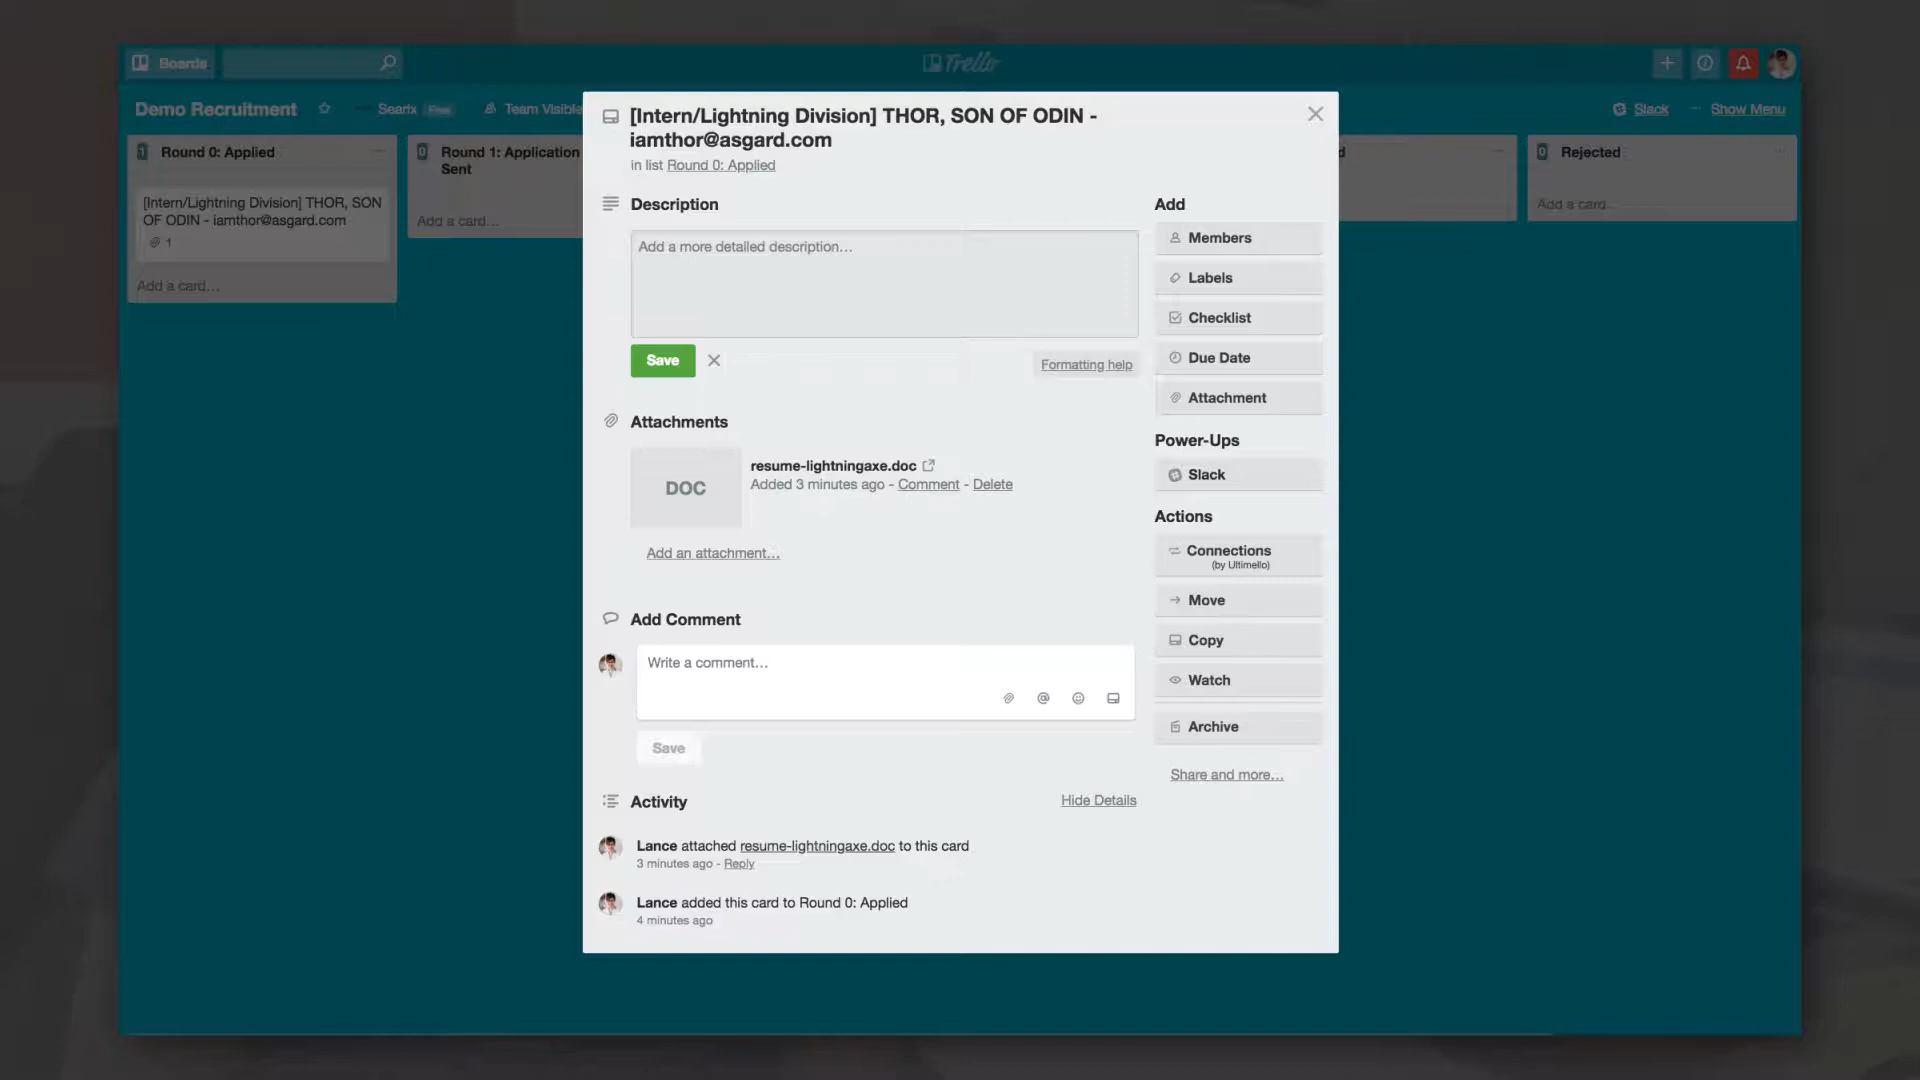 Boards
Trello
Demo Recruitment
Searix
Free
Team Visible
Slack
Show Menu
1
Round 0: Applied
[Intern/Lightning Division] THOR, SON
OF ODIN - iamthor@asgard.com
1
Add a card…
0
Round 1: Application
Sent
Add a card…
d
0
Rejected
Add a card…
[Intern/Lightning Division] THOR, SON OF ODIN -
iamthor@asgard.com
in list Round 0: Applied
Description
Add a more detailed description…
Save
Formatting help
Attachments
DOC
resume-lightningaxe.doc
Added 3 minutes ago - Comment - Delete
Add an attachment…
Add Comment
Write a comment…
Save
Activity
Hide Details
Lance attached resume-lightningaxe.doc to this card
3 minutes ago - Reply
Lance added this card to Round 0: Applied
4 minutes ago
Add
Members
Labels
Checklist
Due Date
Attachment
Power-Ups
Slack
Actions
Connections
(by Ultimello)
Move
Copy
Watch
Archive
Share and more…